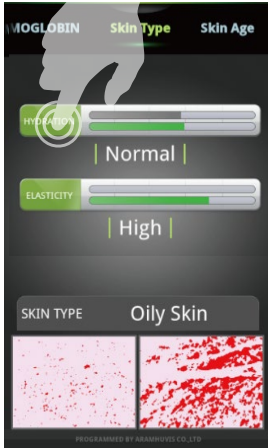 MOGLOBIN Skin Type Skin Age
HYDRATION
| Normal |
ELASTICITY
| High |
SKIN TYPE Oily Skin
PROGRAMMED BY ARAMHUVIS CO.,LTD